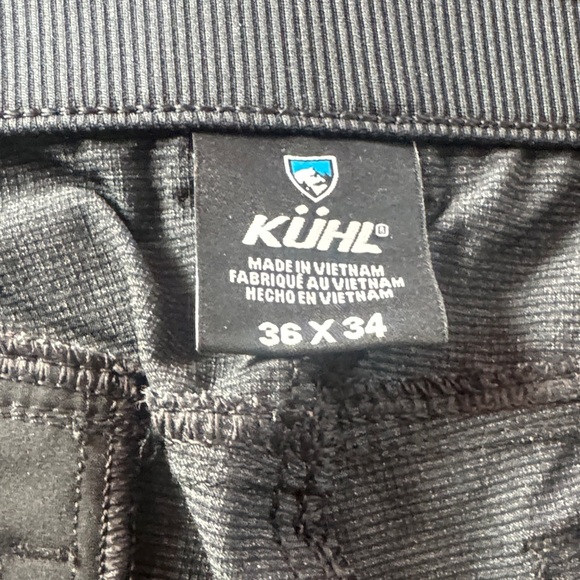 KÜHL
MADE IN VIETNAM
FABRIQUÉ AU VIETNAM
HECHO EN VIETNAM
36 X 34